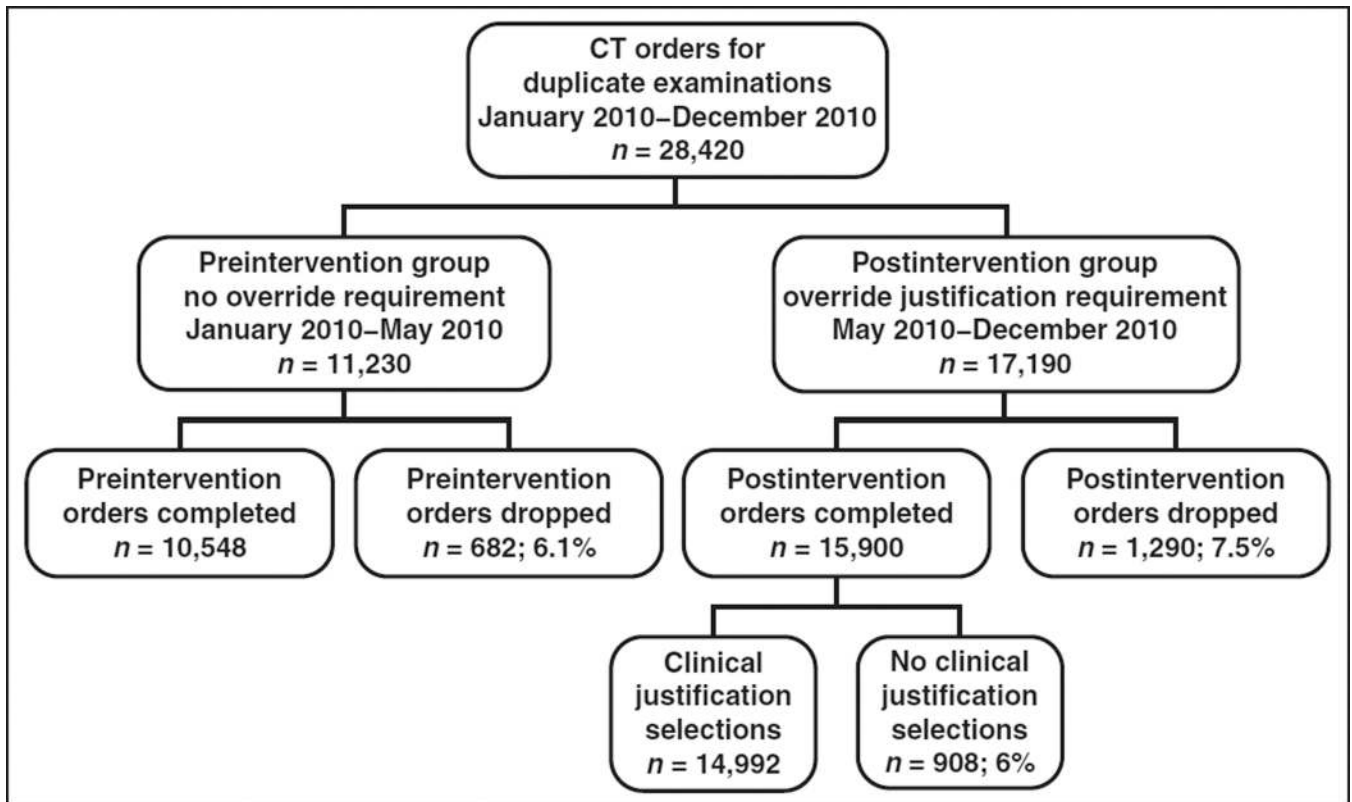 CT orders for
duplicate examinations
January 2010–December 2010
n = 28,420
Preintervention group
no override requirement
January 2010–May 2010
n = 11,230
Postintervention group
override justification requirement
May 2010–December 2010
n = 17,190
Preintervention
orders completed
n = 10,548
Preintervention
orders dropped
n = 682; 6.1%
Postintervention
orders completed
n = 15,900
Postintervention
orders dropped
n = 1,290; 7.5%
Clinical
justification
selections
n = 14,992
No clinical
justification
selections
n = 908; 6%